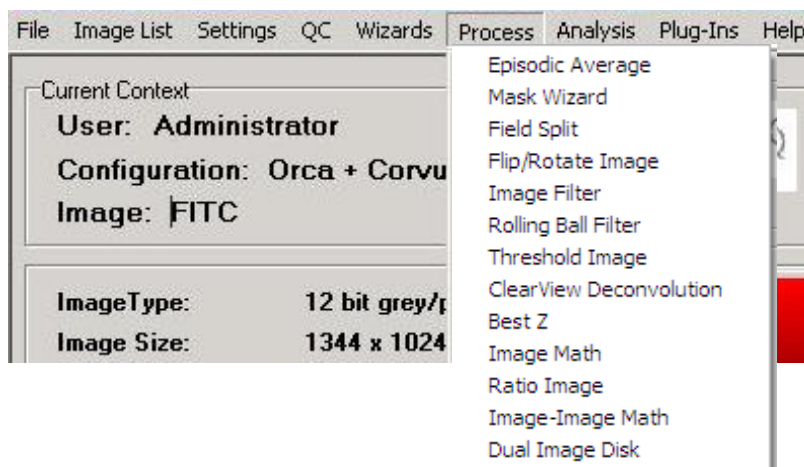 File Image List Settings QC Wizards Process Analysis Plug-Ins Help
Current Context
User: Administrator
Configuration: Orca + Corvu
Image: FITC
ImageType: 12 bit grey/
Image Size: 1344 x 1024
Episodic Average
Mask Wizard
Field Split
Flip/Rotate Image
Image Filter
Rolling Ball Filter
Threshold Image
ClearView Deconvolution
Best Z
Image Math
Ratio Image
Image-Image Math
Dual Image Disk